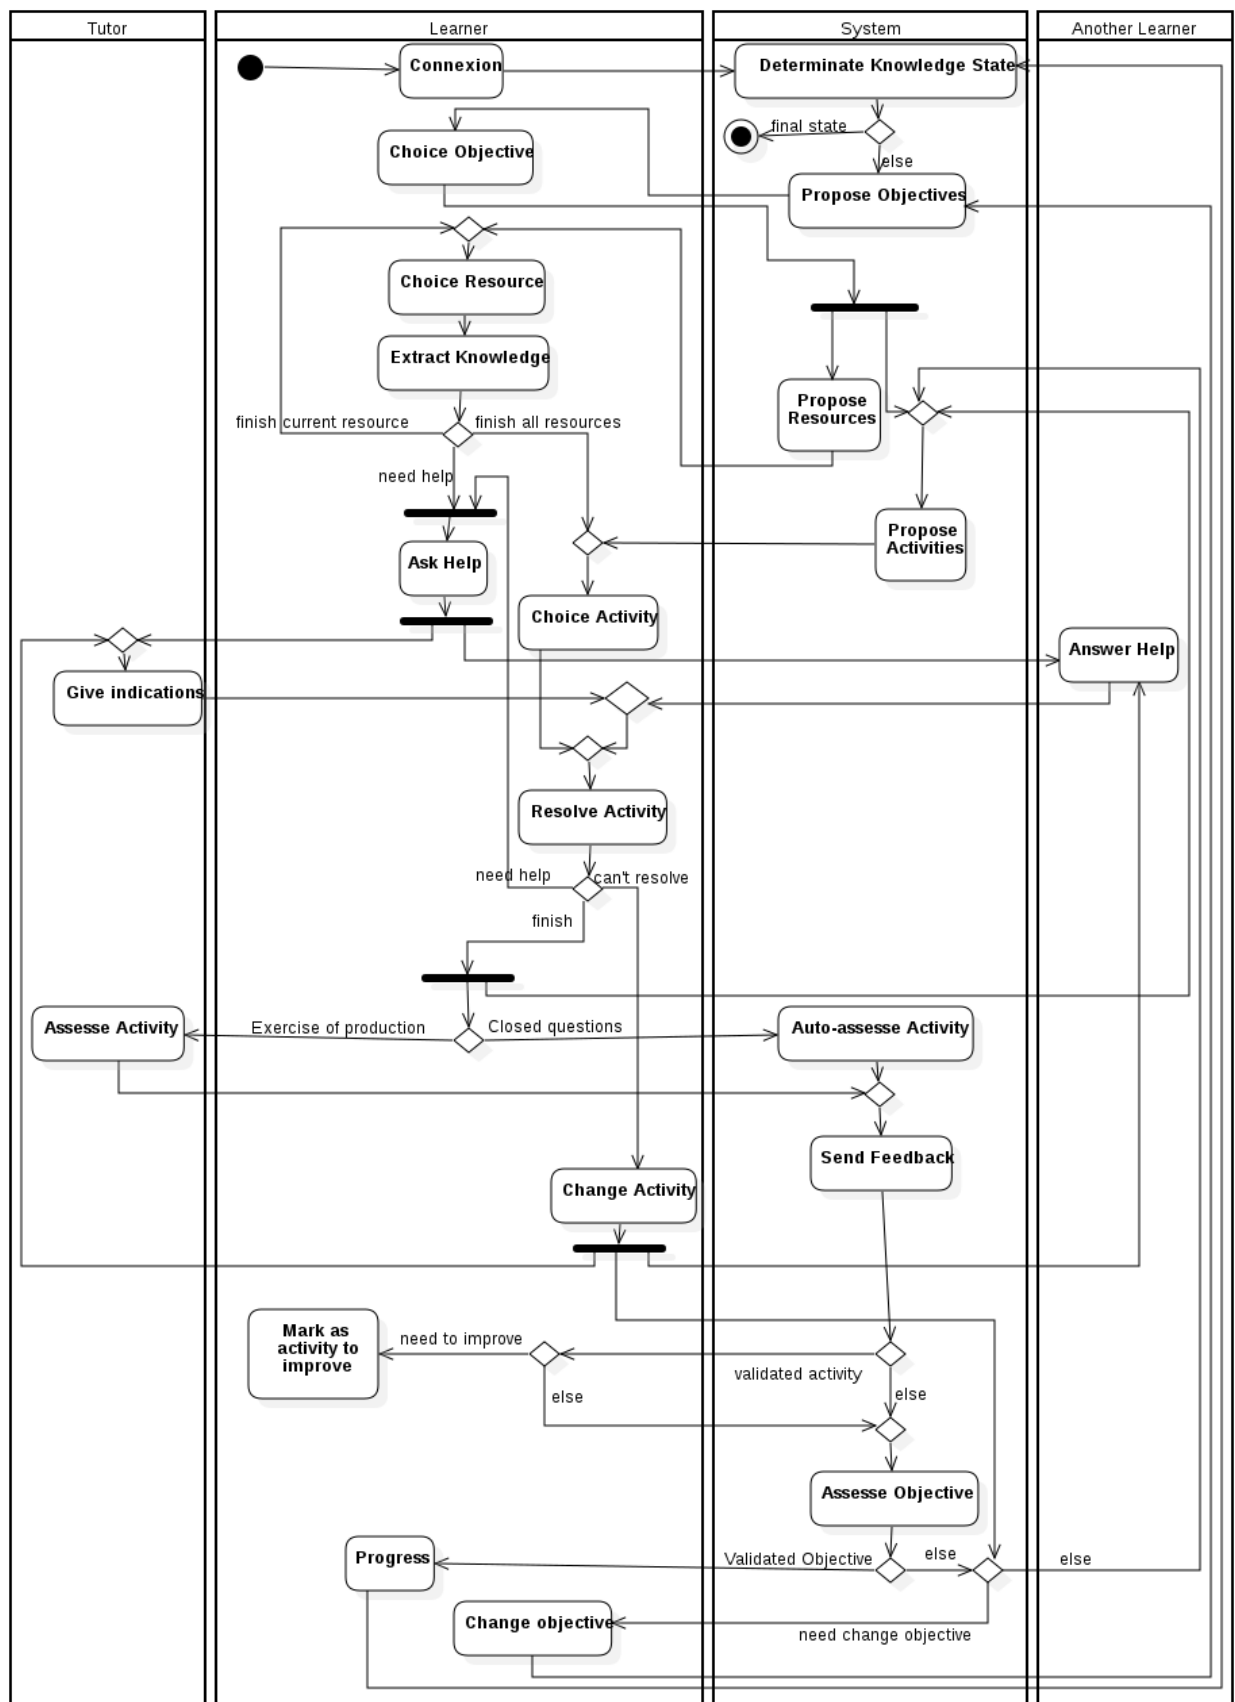 Tutor
Learner
System
Another Learner
Connexion
Determinate Knowledge State
final state
else
Choice Objective
Propose Objectives
Choice Resource
Extract Knowledge
Propose
Resources
finish current resource
finish all resources
need help
Propose
Activities
Ask Help
Choice Activity
Answer Help
Give indications
Resolve Activity
need help
can't resolve
finish
Assesse Activity
Exercise of production
Closed questions
Auto-assesse Activity
Send Feedback
Change Activity
Mark as
activity to
improve
need to improve
validated activity
else
else
Assesse Objective
Progress
Validated Objective
else
else
Change objective
need change objective